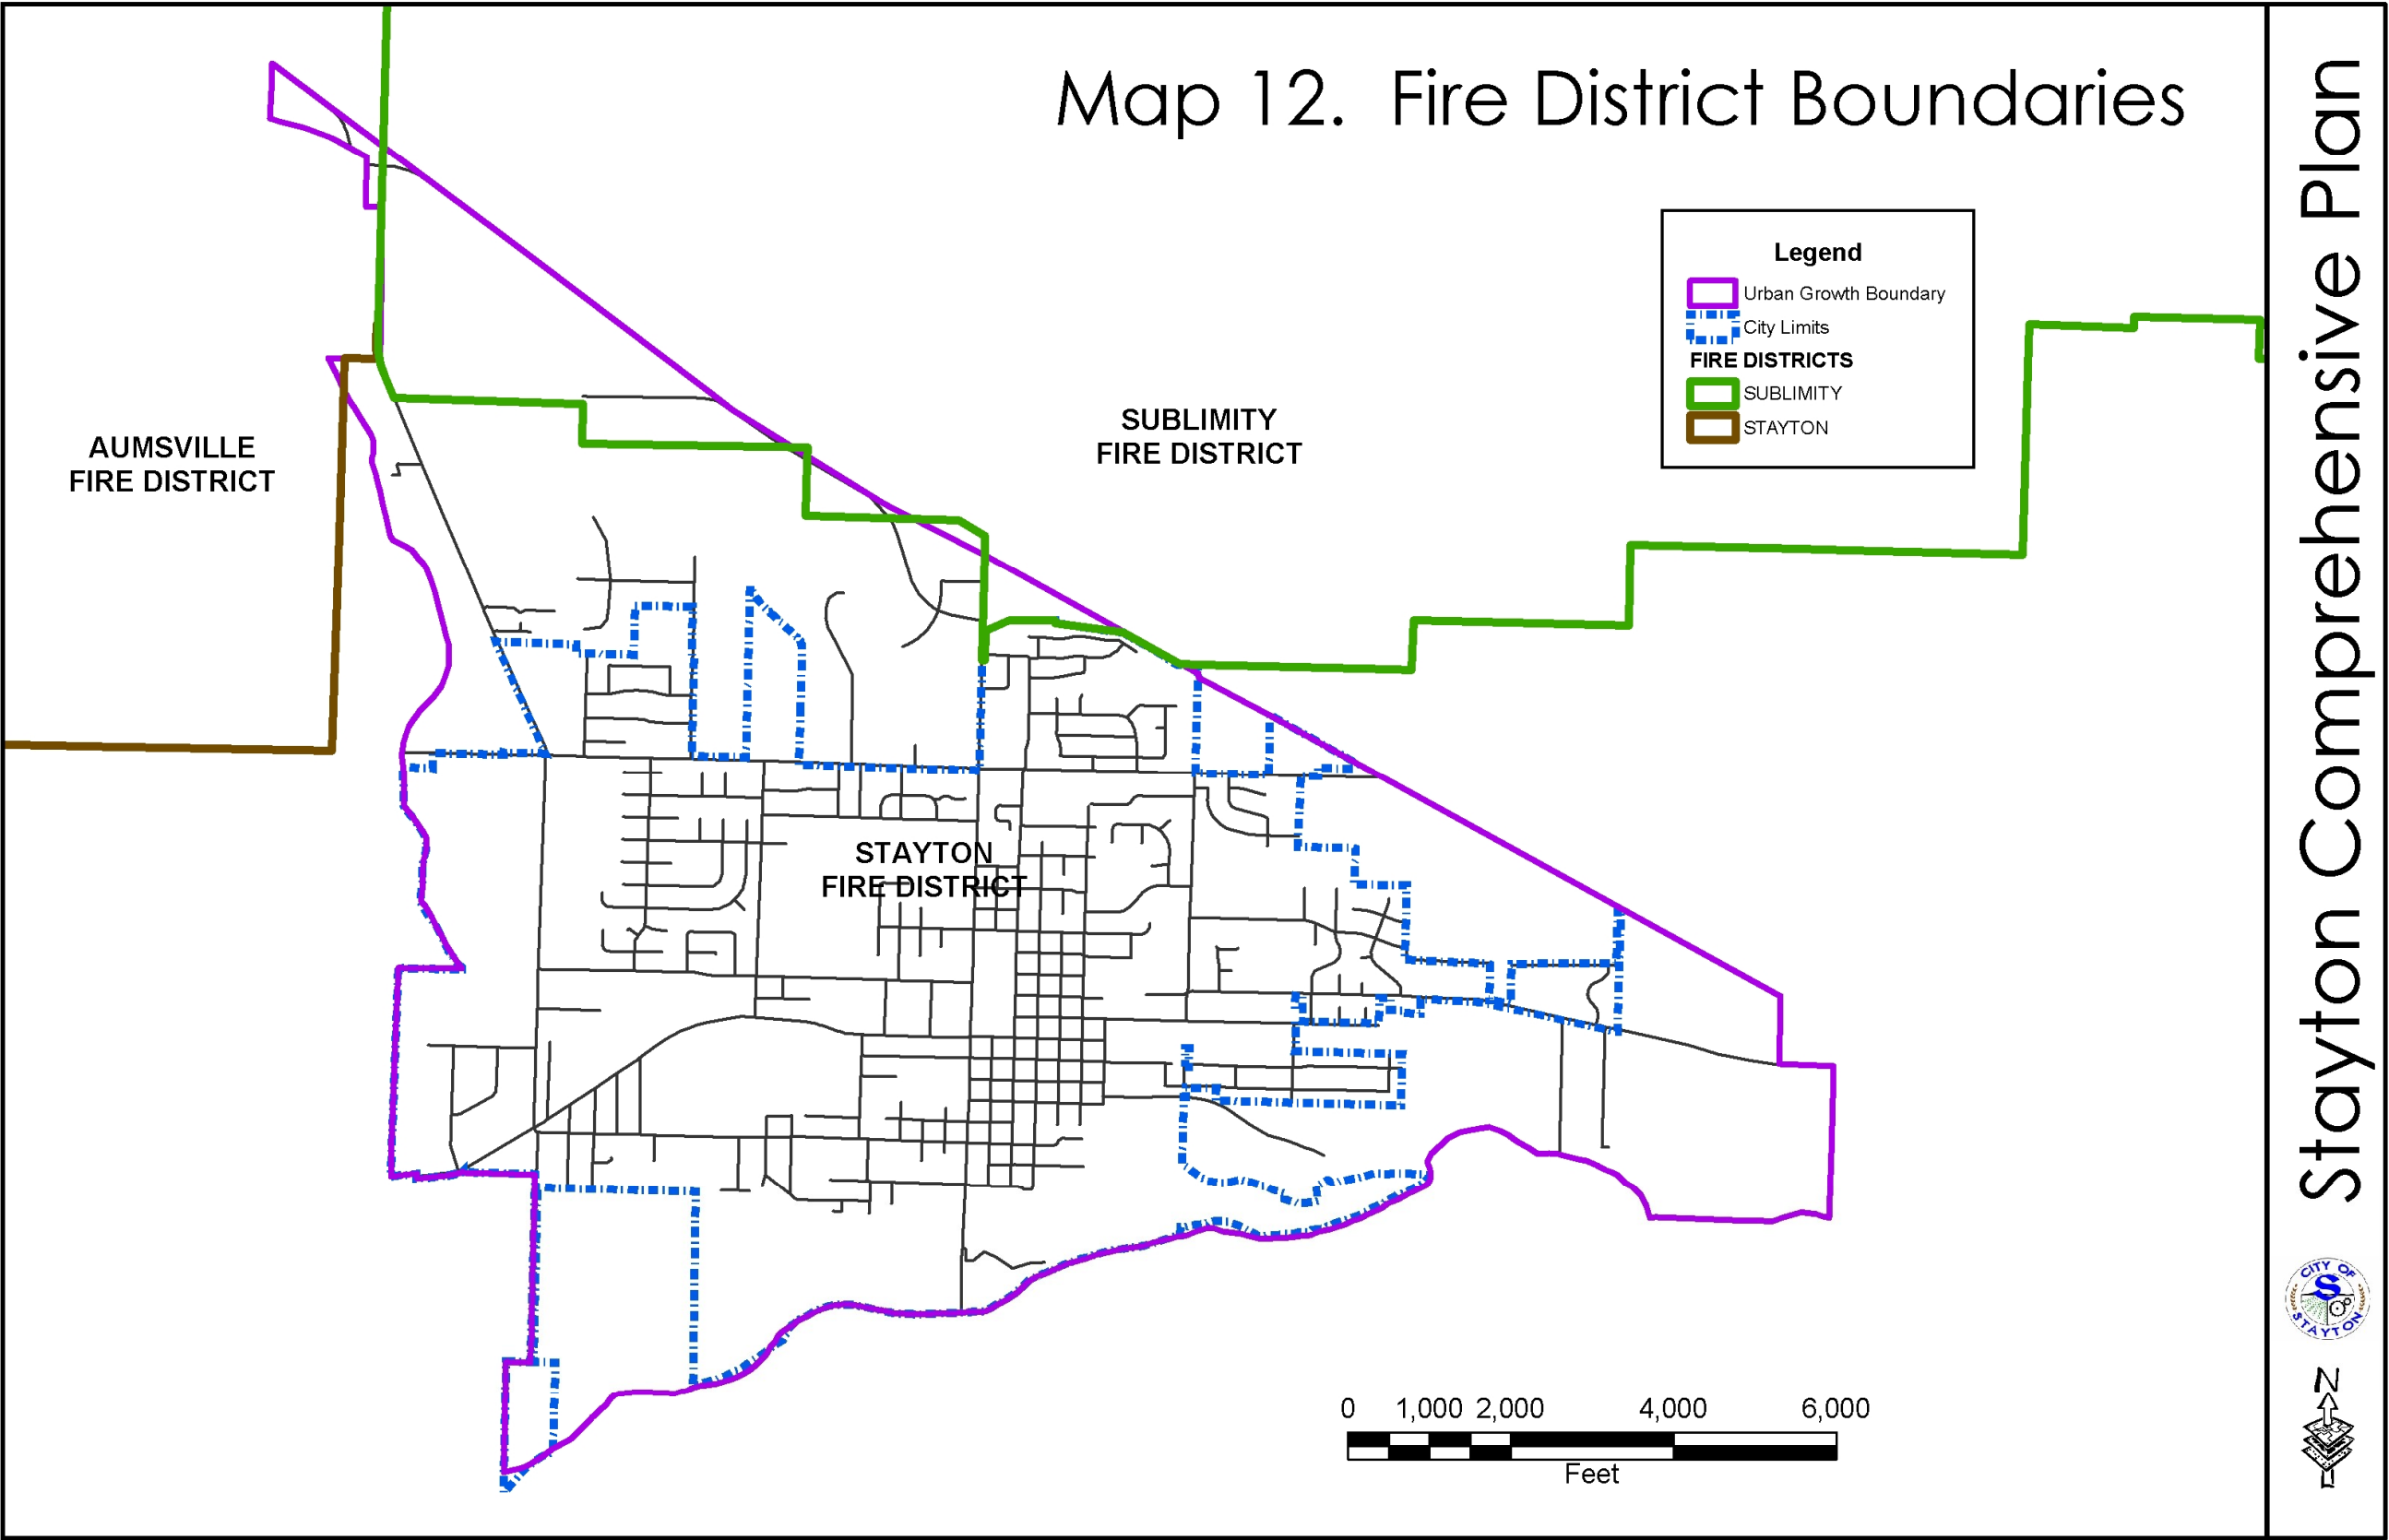 Map 12. Fire District Boundaries
Legend
Urban Growth Boundary
City Limits
FIRE DISTRICTS
SUBLIMITY
STAYTON
SUBLIMITY
FIRE DISTRICT
AUMSVILLE
FIRE DISTRICT
STAYTON
FIRE DISTRICT
0 1,000 2,000 4,000 6,000
Feet
Stayton Comprehensive Plan
CITY OF
S
STAYTON
N